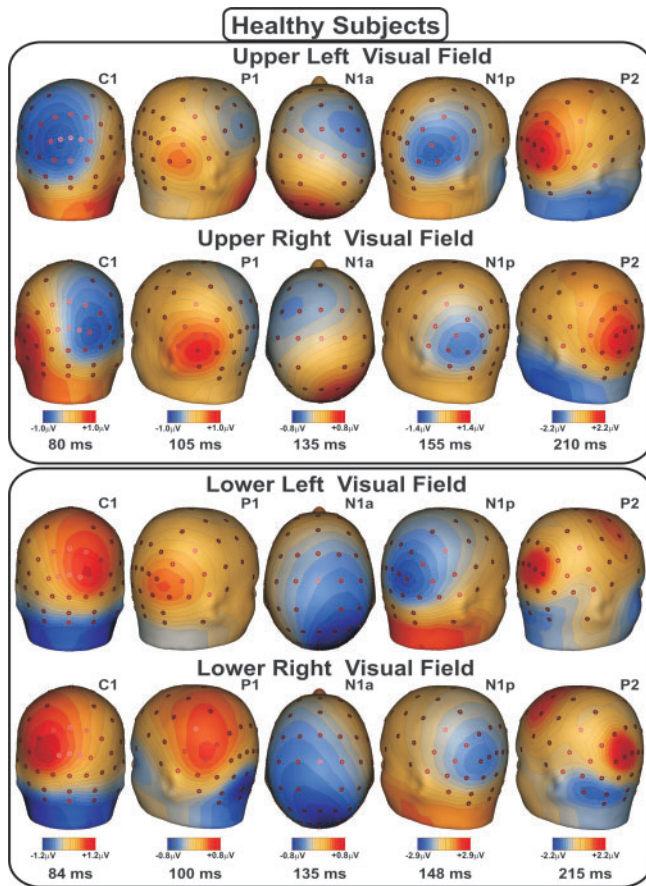 Healthy Subjects
Upper Left Visual Field
C1 P1 N1a N1p P2
Upper Right Visual Field
C1 P1 N1a N1p P2
-1.0μV +1.0μV -1.0μV +1.0μV -0.8μV +0.8μV -1.4μV +1.4μV -2.2μV +2.2μV
80 ms 105 ms 135 ms 155 ms 210 ms
Lower Left Visual Field
C1 P1 N1a N1p P2
Lower Right Visual Field
C1 P1 N1a N1p P2
-1.2μV +1.2μV -0.8μV +0.8μV -0.8μV +0.8μV -2.9μV +2.9μV -2.2μV +2.2μV
84 ms 100 ms 135 ms 148 ms 215 ms